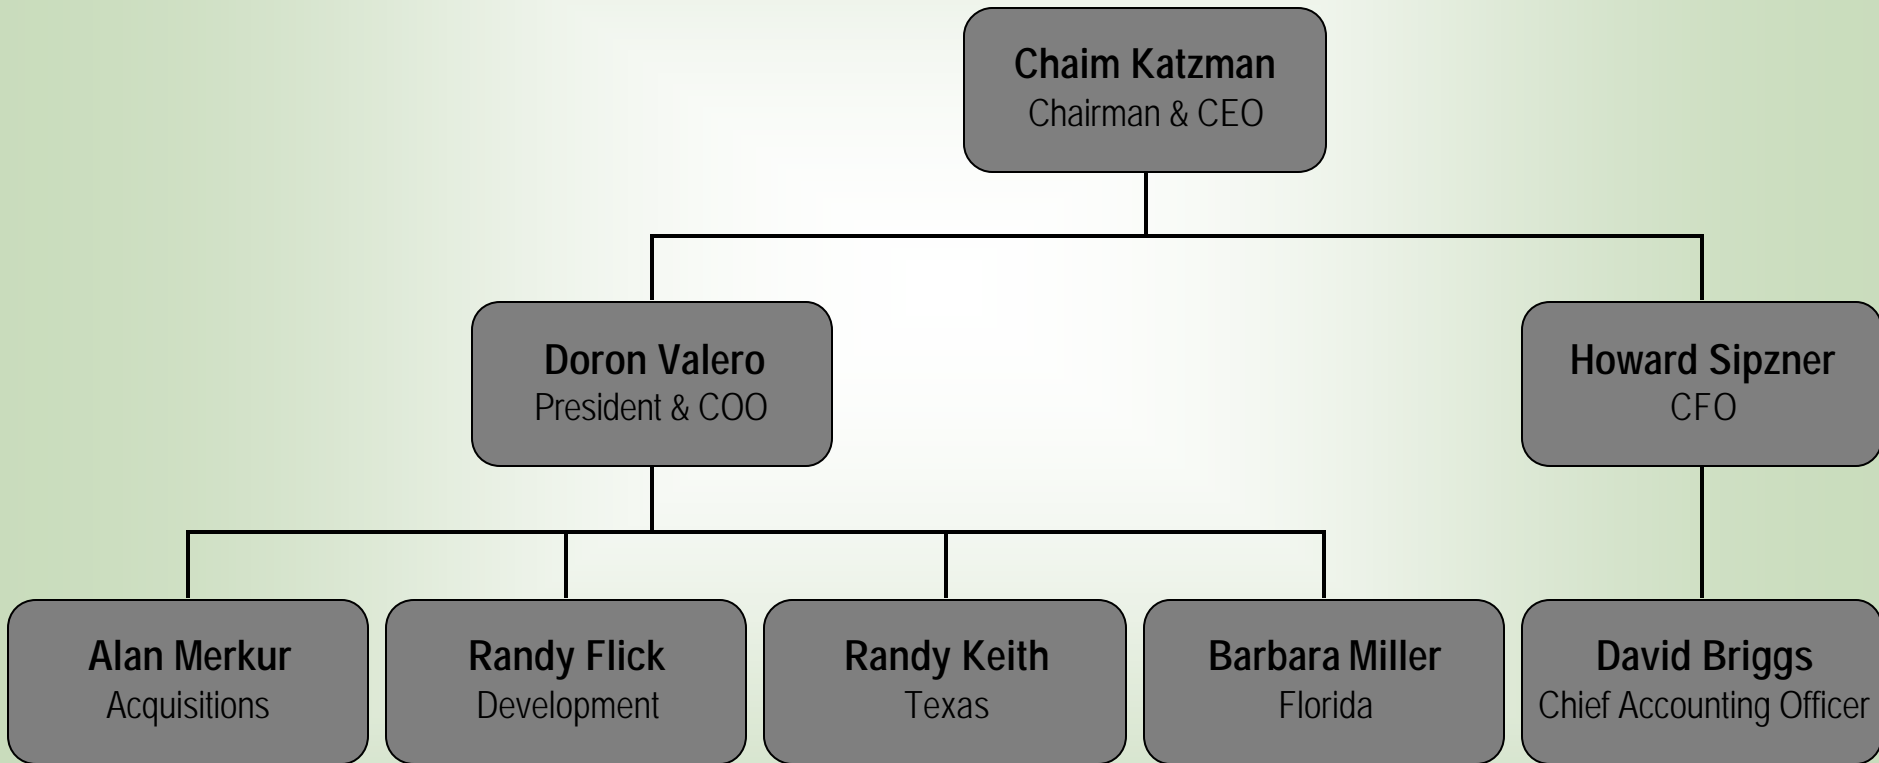 Chaim Katzman
Chairman & CEO
Doron Valero
President & COO
Howard Sipzner
CFO
Alan Merkur
Acquisitions
Randy Flick
Development
Randy Keith
Texas
Barbara Miller
Florida
David Briggs
Chief Accounting Officer